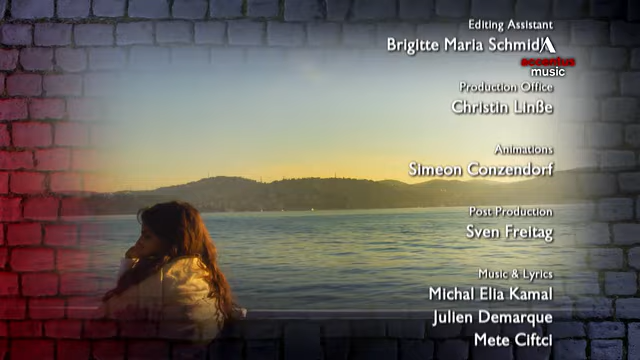 Editing Assistant
Brigitte Maria Schmidt
accentus
music
Production Office
Christin Linße
Animations
Simeon Conzendorf
Post Production
Sven Freitag
Music & Lyrics
Michal Elia Kamal
Julien Demarque
Mete Ciftci